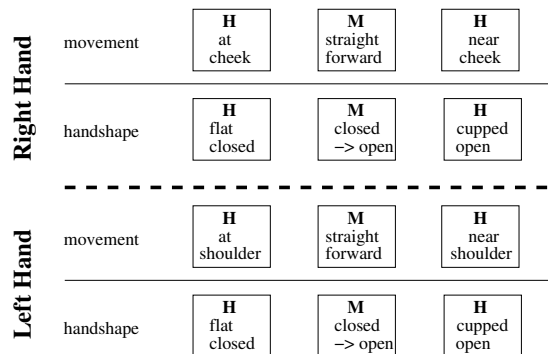 Right Hand
movement
H
at
cheek
M
straight
forward
H
near
cheek
handshape
H
flat
closed
M
closed
−> open
H
cupped
open
Left Hand
movement
H
at
shoulder
M
straight
forward
H
near
shoulder
handshape
H
flat
closed
M
closed
−> open
H
cupped
open